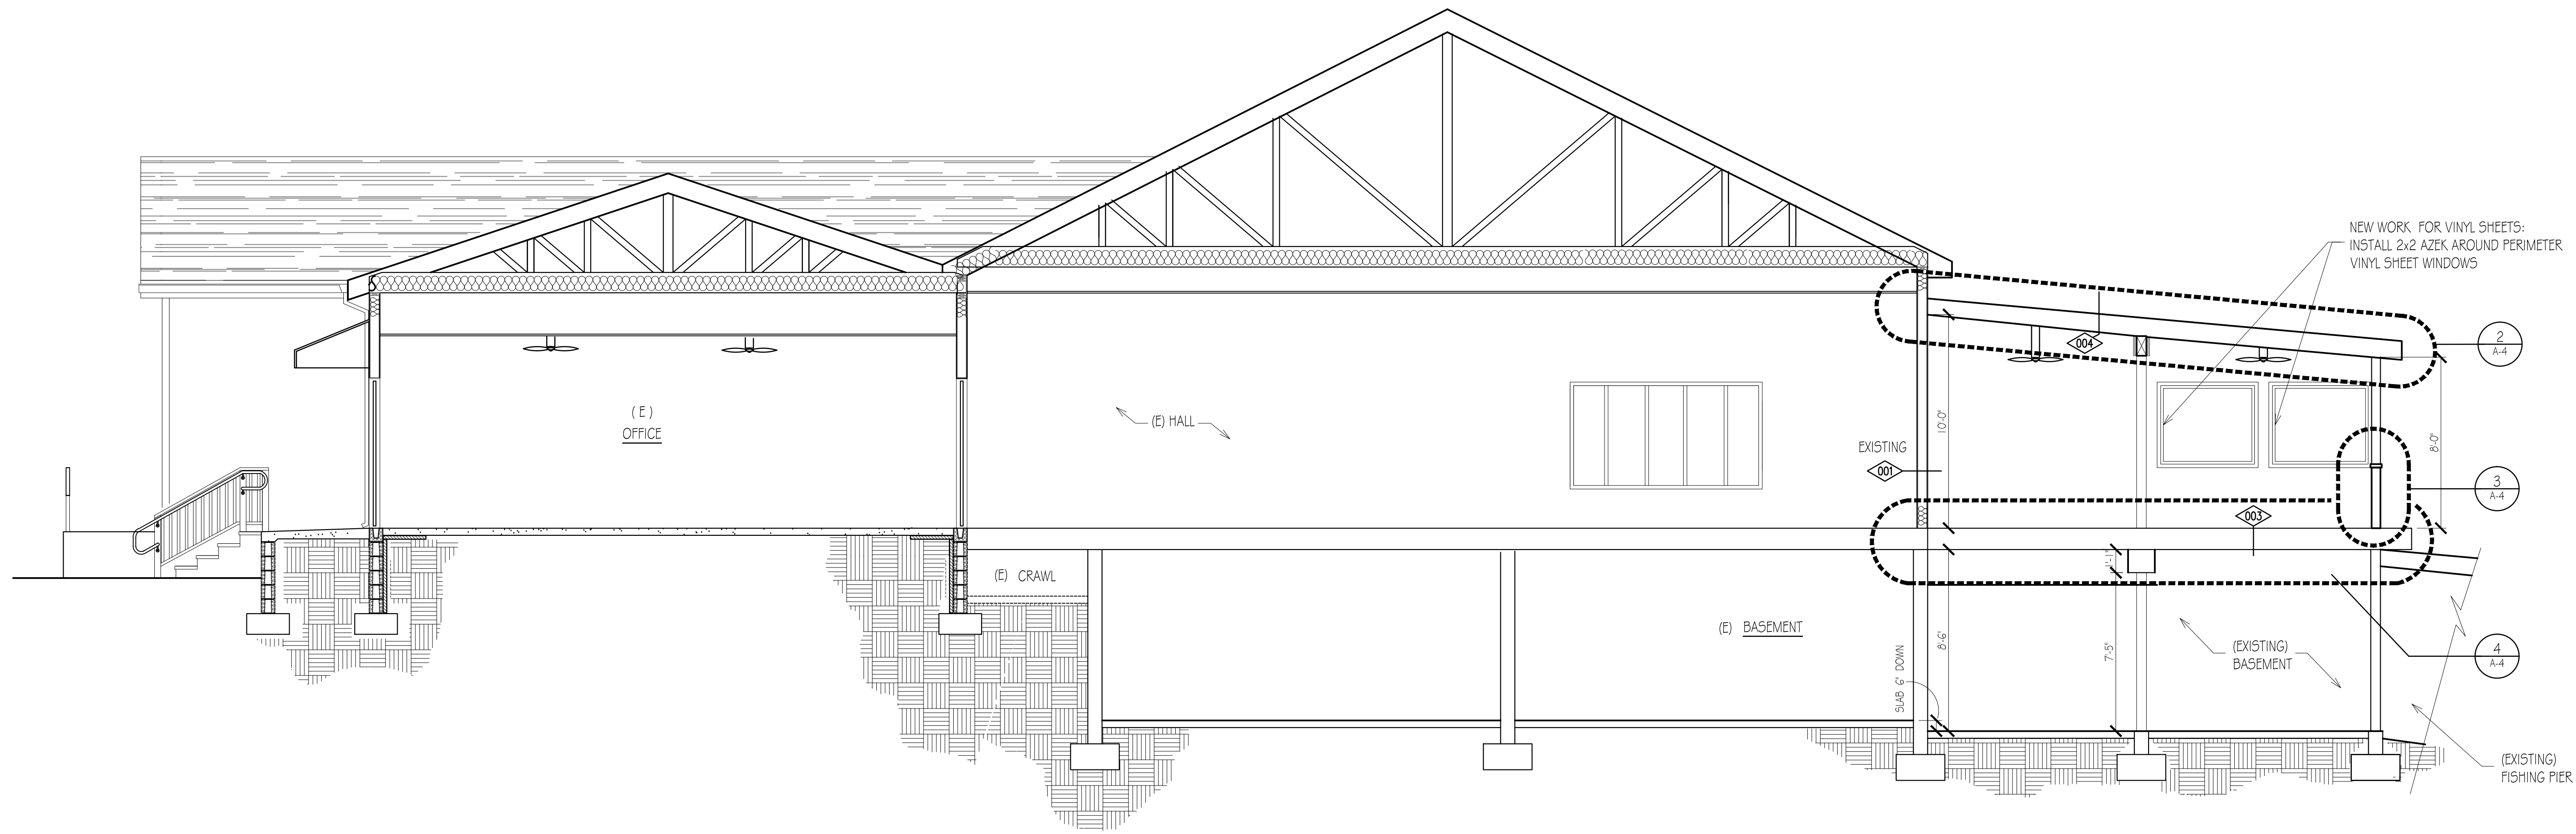 NEW WORK FOR VINYL SHEETS:
INSTALL 2x2 AZEK AROUND PERIMETER
VINYL SHEET WINDOWS
2
A-4
004
( E )
OFFICE
(E) HALL
10'-0"
8'-0"
EXISTING
001
3
A-4
003
(E) CRAWL
1'-1"
(E) BASEMENT
8'-6"
7'-5"
SLAB 6" DOWN
(EXISTING)
BASEMENT
4
A-4
(EXISTING)
FISHING PIER